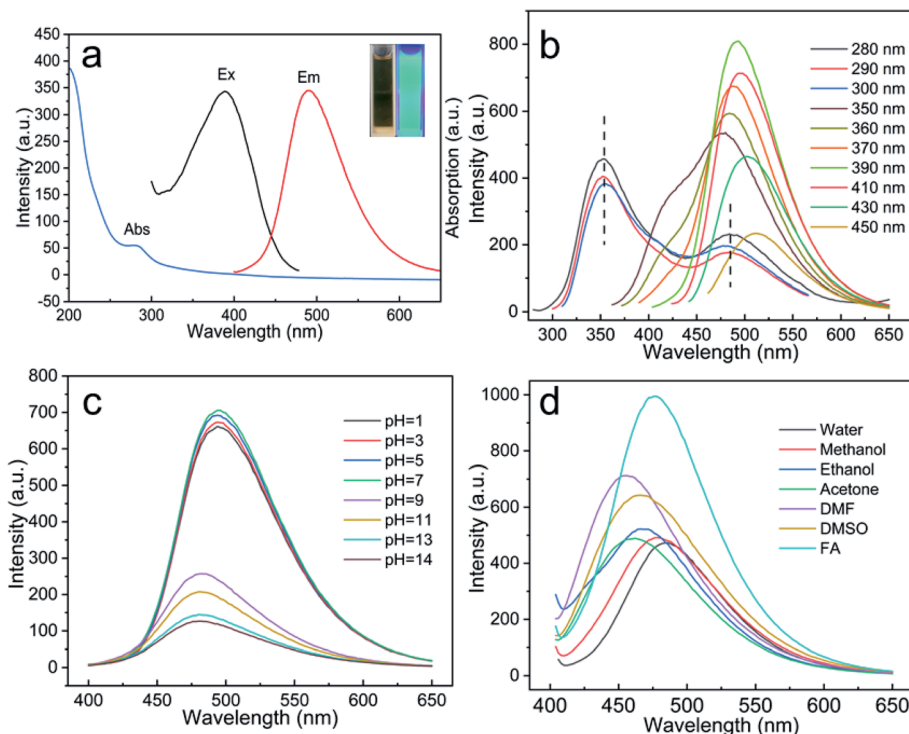 a
Ex
Em
Abs
Intensity (a.u.)
Absorption (a.u.)
450
400
350
300
250
200
150
100
50
0
-50
200
300
400
500
600
Wavelength (nm)
b
280 nm
290 nm
300 nm
350 nm
360 nm
370 nm
390 nm
410 nm
430 nm
450 nm
Intensity (a.u.)
800
600
400
200
0
300
350
400
450
500
550
600
650
Wavelength (nm)
c
pH=1
pH=3
pH=5
pH=7
pH=9
pH=11
pH=13
pH=14
Intensity (a.u.)
800
700
600
500
400
300
200
100
0
400
450
500
550
600
650
Wavelength (nm)
d
Water
Methanol
Ethanol
Acetone
DMF
DMSO
FA
Intensity (a.u.)
1000
800
600
400
200
0
400
450
500
550
600
650
Wavelength (nm)